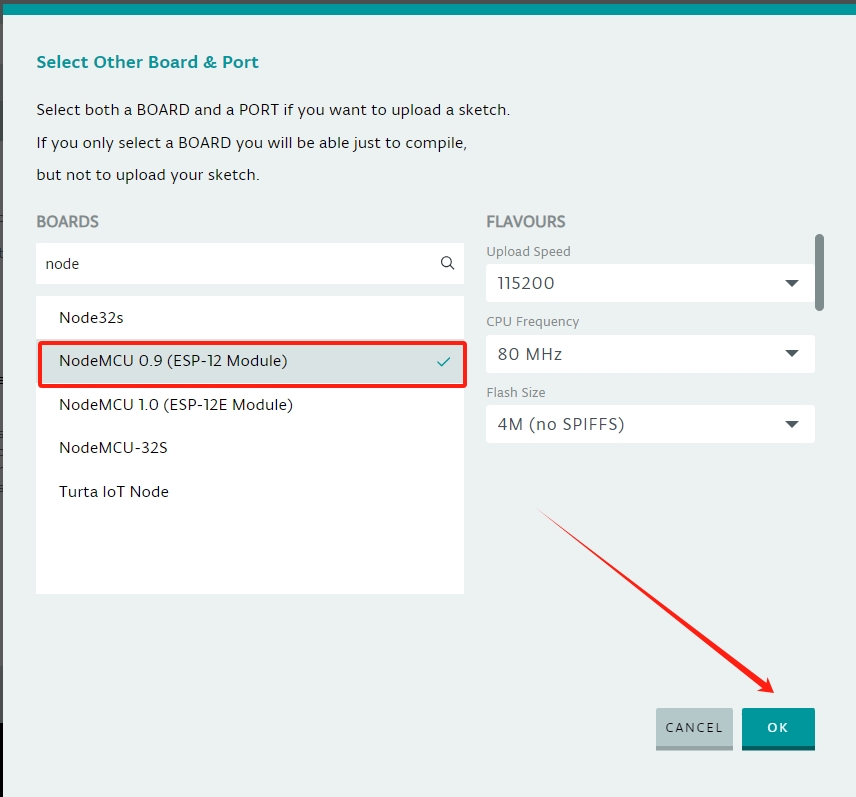 Select Other Board & Port
Select both a BOARD and a PORT if you want to upload a sketch.
If you only select a BOARD you will be able just to compile,
but not to upload your sketch.
BOARDS
node
Node32s
NodeMCU 0.9 (ESP-12 Module)
NodeMCU 1.0 (ESP-12E Module)
NodeMCU-32S
Turta IoT Node
FLAVOURS
Upload Speed
115200
CPU Frequency
80 MHz
Flash Size
4M (no SPIFFS)
CANCEL
OK